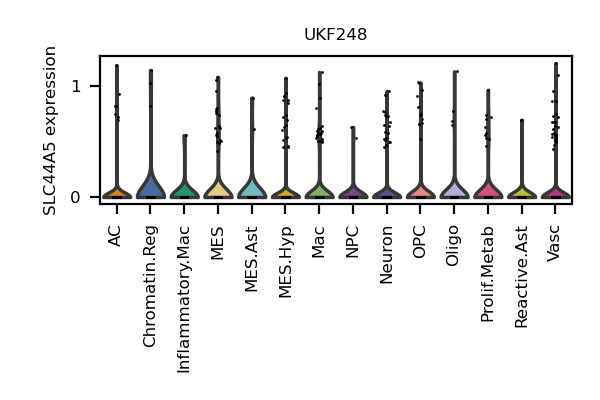 UKF248
SLC44A5 expression
1
0
AC
Chromatin.Reg
Inflammatory.Mac
MES
MES.Ast
MES.Hyp
Mac
NPC
Neuron
OPC
Oligo
Prolif.Metab
Reactive.Ast
Vasc